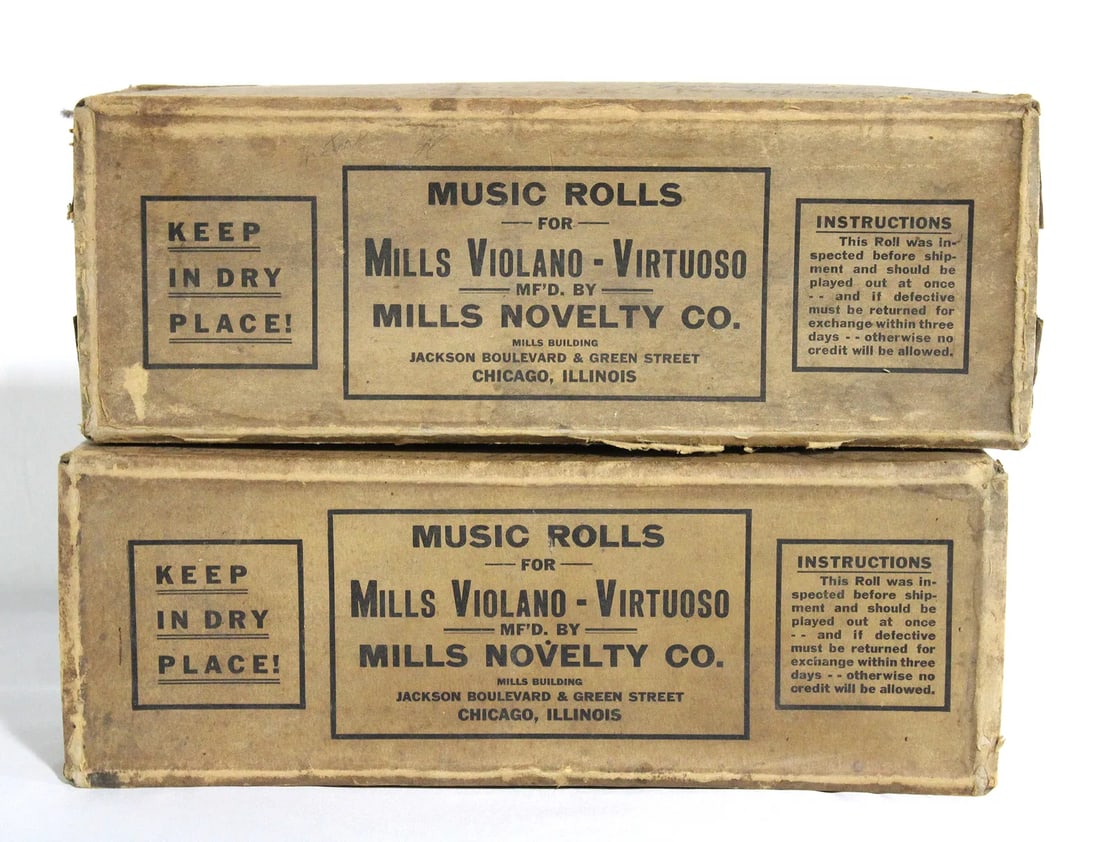 KEEP
IN DRY
PLACE!
MUSIC ROLLS
FOR
MILLS VIOLANO - VIRTUOSO
MF'D. BY
MILLS NOVELTY CO.
MILLS BUILDING
JACKSON BOULEVARD & GREEN STREET
CHICAGO, ILLINOIS
INSTRUCTIONS
This Roll was in-
spected before ship-
ment and should be
played out at once
- - and if defective
must be returned for
exchange within three
days - - otherwise no
credit will be allowed.
KEEP
IN DRY
PLACE!
MUSIC ROLLS
FOR
MILLS VIOLANO - VIRTUOSO
MF'D. BY
MILLS NOVELTY CO.
MILLS BUILDING
JACKSON BOULEVARD & GREEN STREET
CHICAGO, ILLINOIS
INSTRUCTIONS
This Roll was in-
spected before ship-
ment and should be
played out at once
- - and if defective
must be returned for
exchange within three
days - - otherwise no
credit will be allowed.